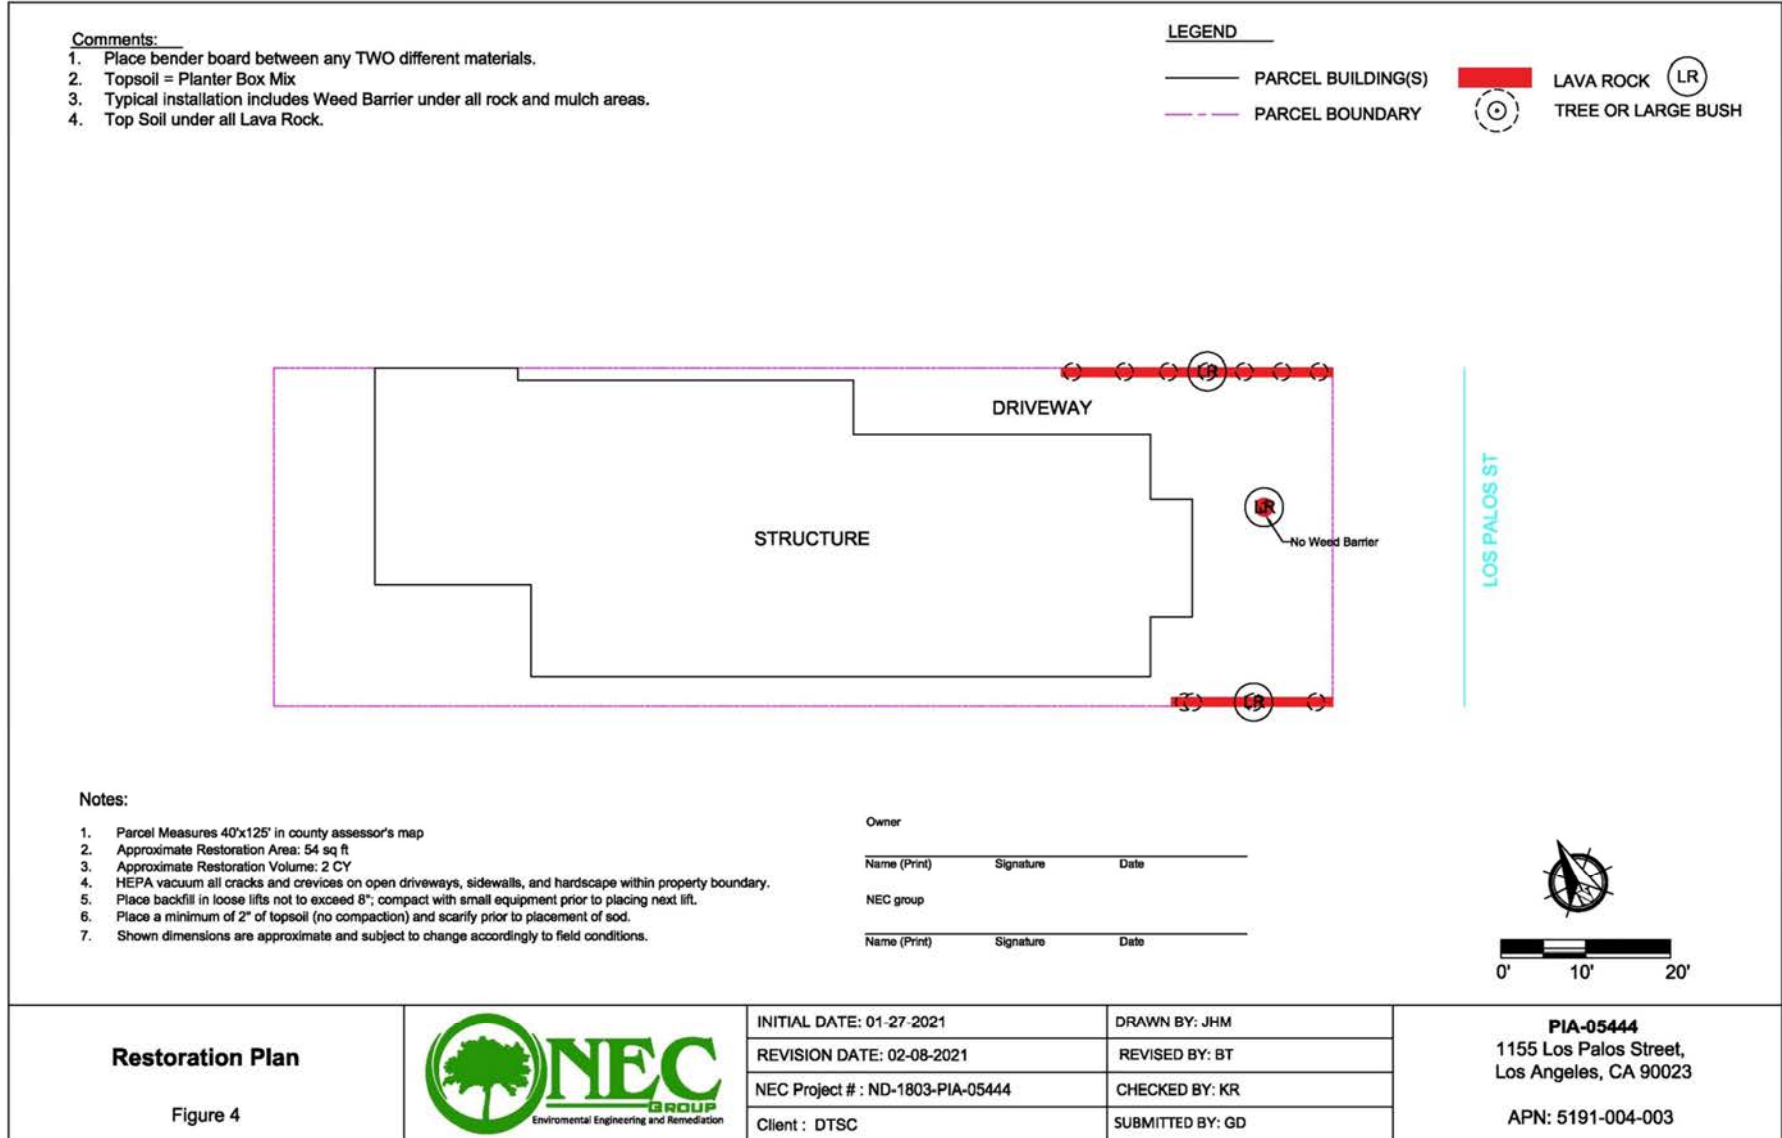 Comments:
1. Place bender board between any TWO different materials.
2. Topsoil = Planter Box Mix
3. Typical installation includes Weed Barrier under all rock and mulch areas.
4. Top Soil under all Lava Rock.
LEGEND
PARCEL BUILDING(S)
LAVA ROCK LR
PARCEL BOUNDARY
TREE OR LARGE BUSH
LR
DRIVEWAY
LR
No Weed Barrier
STRUCTURE
LOS PALOS ST
LR
Notes:
1. Parcel Measures 40'x125' in county assessor's map
2. Approximate Restoration Area: 54 sq ft
3. Approximate Restoration Volume: 2 CY
4. HEPA vacuum all cracks and crevices on open driveways, sidewalls, and hardscape within property boundary.
5. Place backfill in loose lifts not to exceed 8"; compact with small equipment prior to placing next lift.
6. Place a minimum of 2" of topsoil (no compaction) and scarify prior to placement of sod.
7. Shown dimensions are approximate and subject to change accordingly to field conditions.
Owner
Name (Print) Signature Date
NEC group
Name (Print) Signature Date
0' 10' 20'
Restoration Plan
Figure 4
NEC
GROUP
Enviromental Engineering and Remediation
INITIAL DATE: 01-27-2021
DRAWN BY: JHM
REVISION DATE: 02-08-2021
REVISED BY: BT
NEC Project # : ND-1803-PIA-05444
CHECKED BY: KR
Client : DTSC
SUBMITTED BY: GD
PIA-05444
1155 Los Palos Street,
Los Angeles, CA 90023
APN: 5191-004-003